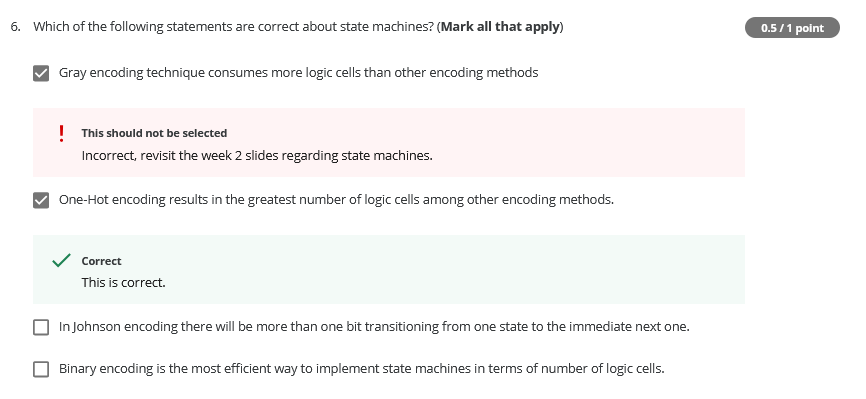 6. Which of the following statements are correct about state machines? (Mark all that apply)
0.5 / 1 point
Gray encoding technique consumes more logic cells than other encoding methods
! This should not be selected
Incorrect, revisit the week 2 slides regarding state machines.
One-Hot encoding results in the greatest number of logic cells among other encoding methods.
Correct
This is correct.
In Johnson encoding there will be more than one bit transitioning from one state to the immediate next one.
Binary encoding is the most efficient way to implement state machines in terms of number of logic cells.